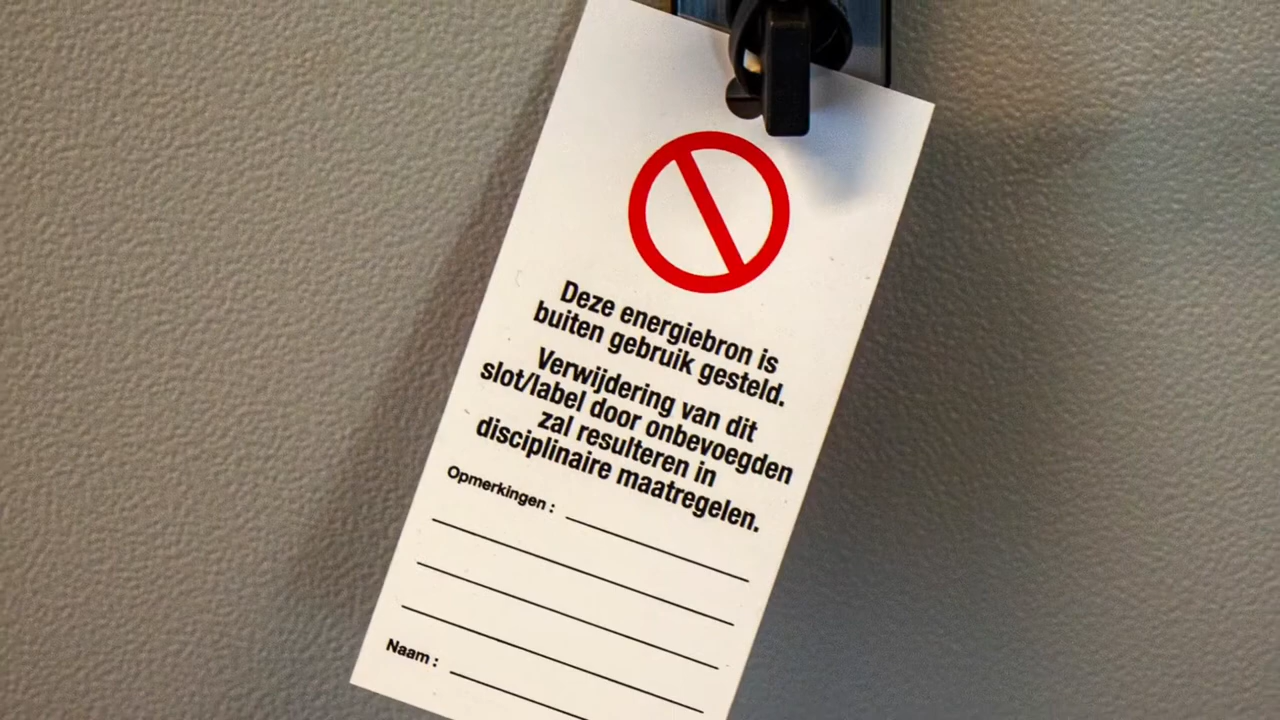 Deze energiebron is
buiten gebruik gesteld.
Verwijdering van dit
slot/label door onbevoegden
zal resulteren in
disciplinaire maatregelen.
Opmerkingen :
Naam :